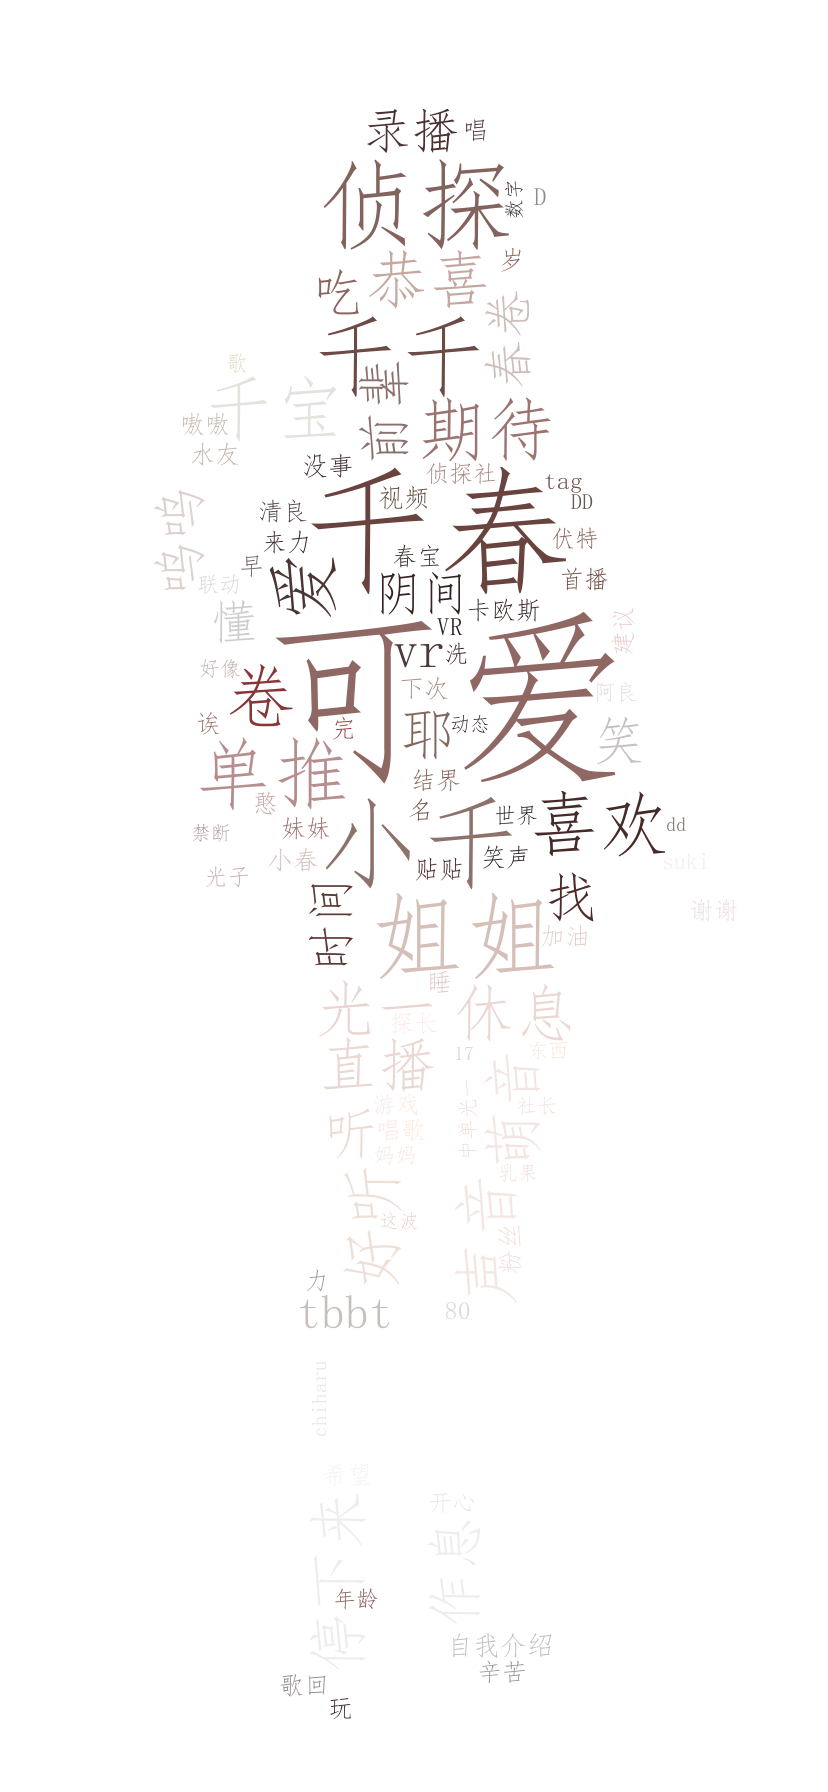 录播
唱
侦探
数字
D
恭喜
岁
吃
春卷
千千
歌
前辈
千宝
期待
嗷嗷
水友
没事
侦探社
tag
千春
视频
DD
呜呜
清良
来力
伏特
早
春宝
首播
联动
爱
阴间
卡欧斯
懂
可爱
VR
vr
洗
建议
好像
卷
下次
阿良
诶
完
耶
动态
笑
单推
结界
憨
名
世界
喜欢
禁断
妹妹
小千
dd
小春
贴贴
笑声
suki
光子
找
时间
姐姐
谢谢
加油
睡
光一
休息
探长
直播
17
东西
萌音
游戏
中单光一
社长
听
唱歌
妈妈
乳果
好听
声音
这波
粉丝
力
tbbt
80
chiharu
希望
开心
停下来
作息
年龄
自我介绍
辛苦
歌回
玩